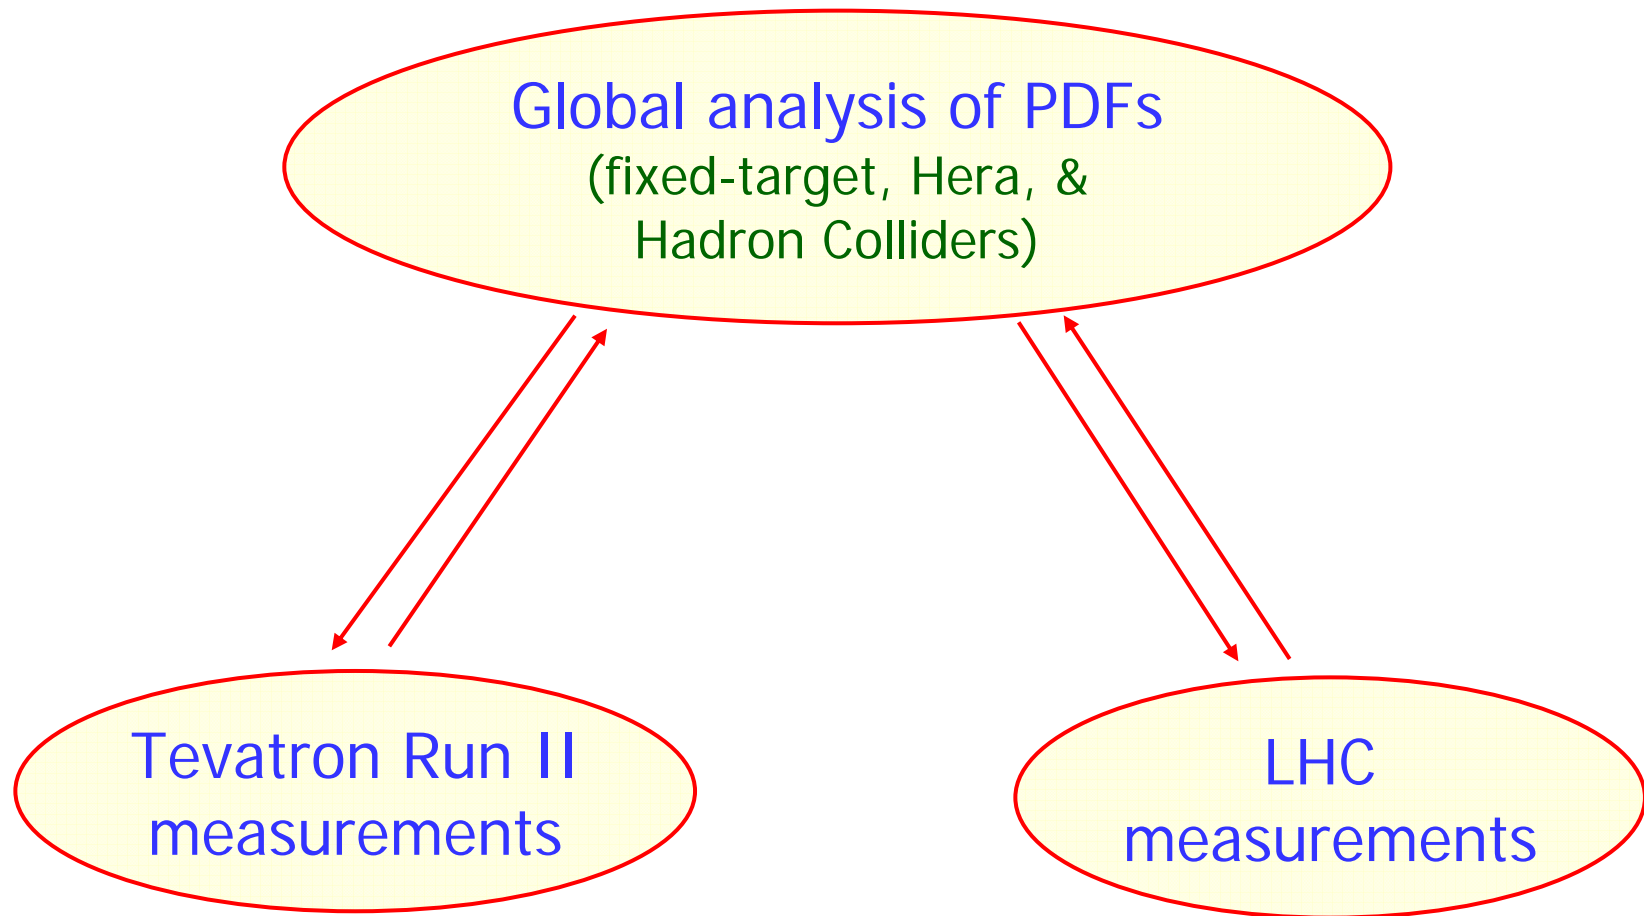 Global analysis of PDFs
(fixed-target, Hera, &
Hadron Colliders)
Tevatron Run II
measurements
LHC
measurements